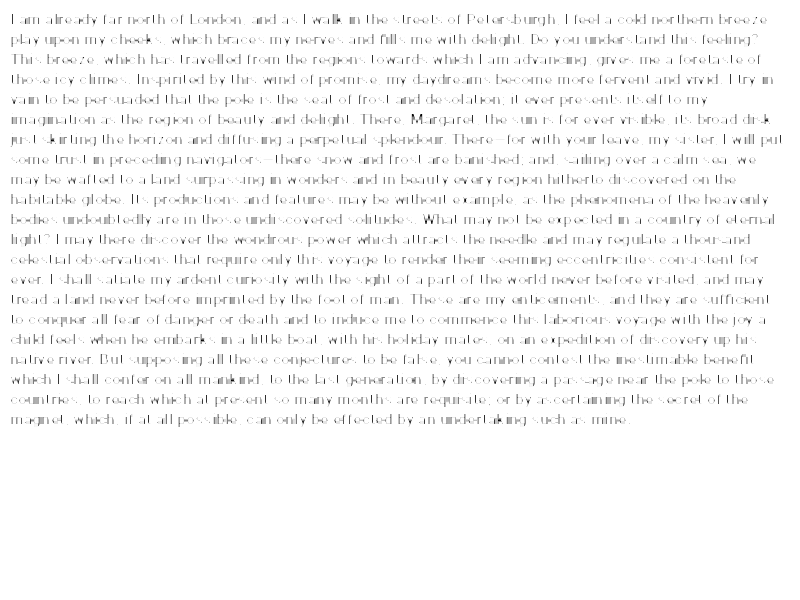 I am already far north of London, and as I walk in the streets of Petersburgh, I feel a cold northern breeze
play upon my cheeks, which braces my nerves and fills me with delight. Do you understand this feeling?
This breeze, which has travelled from the regions towards which I am advancing, gives me a foretaste of
those icy climes. Inspirited by this wind of promise, my daydreams become more fervent and vivid. I try in
vain to be persuaded that the pole is the seat of frost and desolation; it ever presents itself to my
imagination as the region of beauty and delight. There, Margaret, the sun is for ever visible, its broad disk
just skirting the horizon and diffusing a perpetual splendour. There—for with your leave, my sister, I will put
some trust in preceding navigators—there snow and frost are banished; and, sailing over a calm sea, we
may be wafted to a land surpassing in wonders and in beauty every region hitherto discovered on the
habitable globe. Its productions and features may be without example, as the phenomena of the heavenly
bodies undoubtedly are in those undiscovered solitudes. What may not be expected in a country of eternal
light? I may there discover the wondrous power which attracts the needle and may regulate a thousand
celestial observations that require only this voyage to render their seeming eccentricities consistent for
ever. I shall satiate my ardent curiosity with the sight of a part of the world never before visited, and may
tread a land never before imprinted by the foot of man. These are my enticements, and they are sufficient
to conquer all fear of danger or death and to induce me to commence this laborious voyage with the joy a
child feels when he embarks in a little boat, with his holiday mates, on an expedition of discovery up his
native river. But supposing all these conjectures to be false, you cannot contest the inestimable benefit
which I shall confer on all mankind, to the last generation, by discovering a passage near the pole to those
countries, to reach which at present so many months are requisite; or by ascertaining the secret of the
magnet, which, if at all possible, can only be effected by an undertaking such as mine.